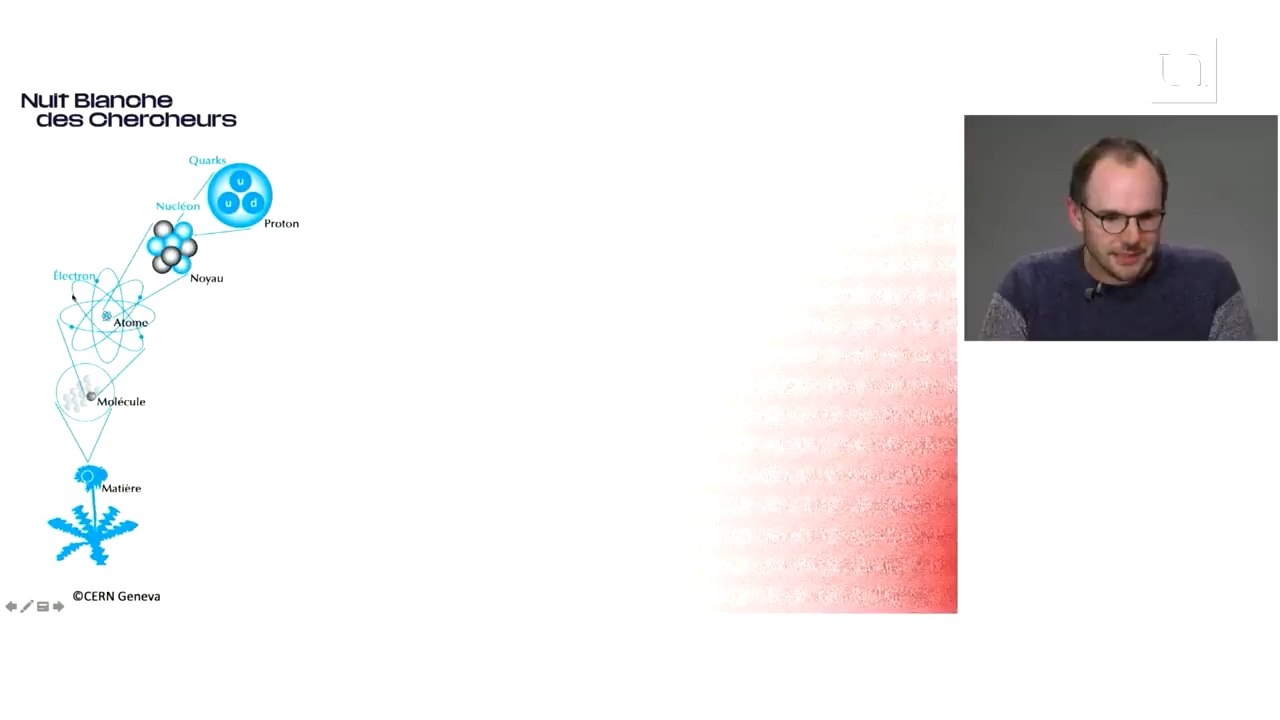 Nuit Blanche
des Chercheurs
Quarks
u
u d
Nucléon
Proton
Électron
Noyau
Atome
Molécule
Matière
©CERN Geneva